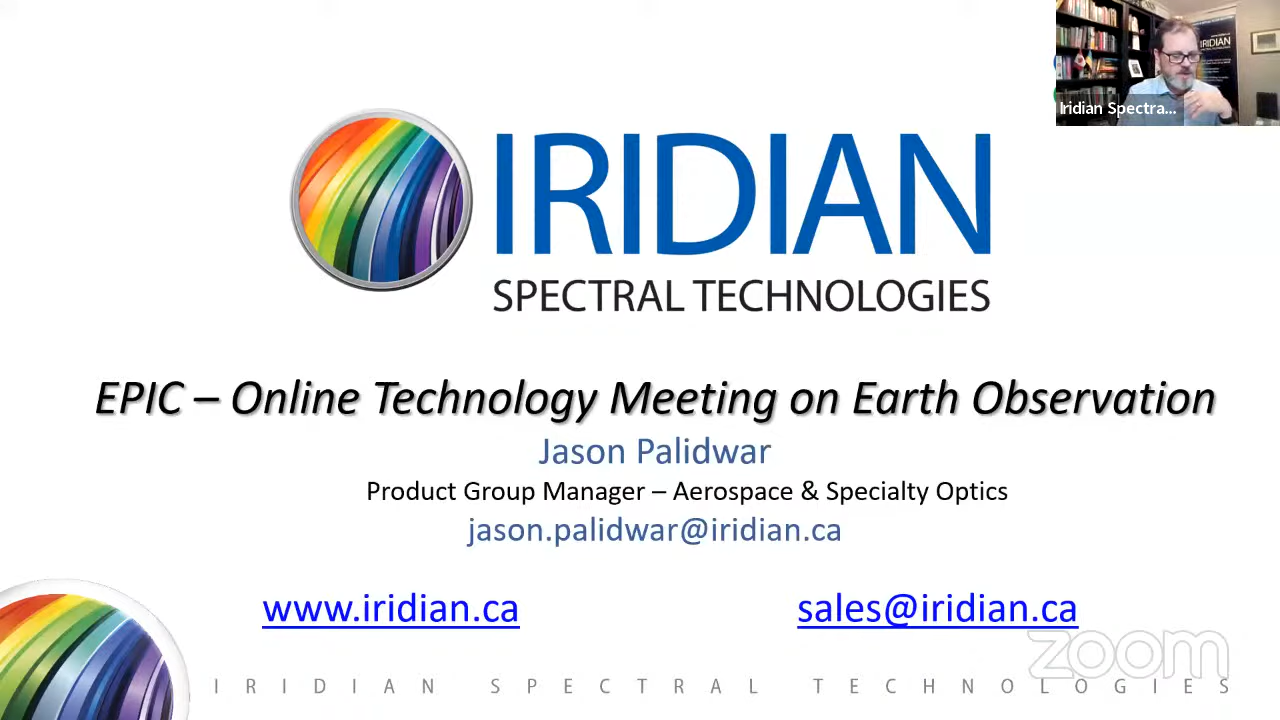 IRIDIAN
Iridian Spectra...
IRIDIAN
SPECTRAL TECHNOLOGIES
EPIC – Online Technology Meeting on Earth Observation
Jason Palidwar
Product Group Manager – Aerospace & Specialty Optics
jason.palidwar@iridian.ca
www.iridian.ca
sales@iridian.ca
zoom
IRIDIAN SPECTRAL TECHNOLOGIES